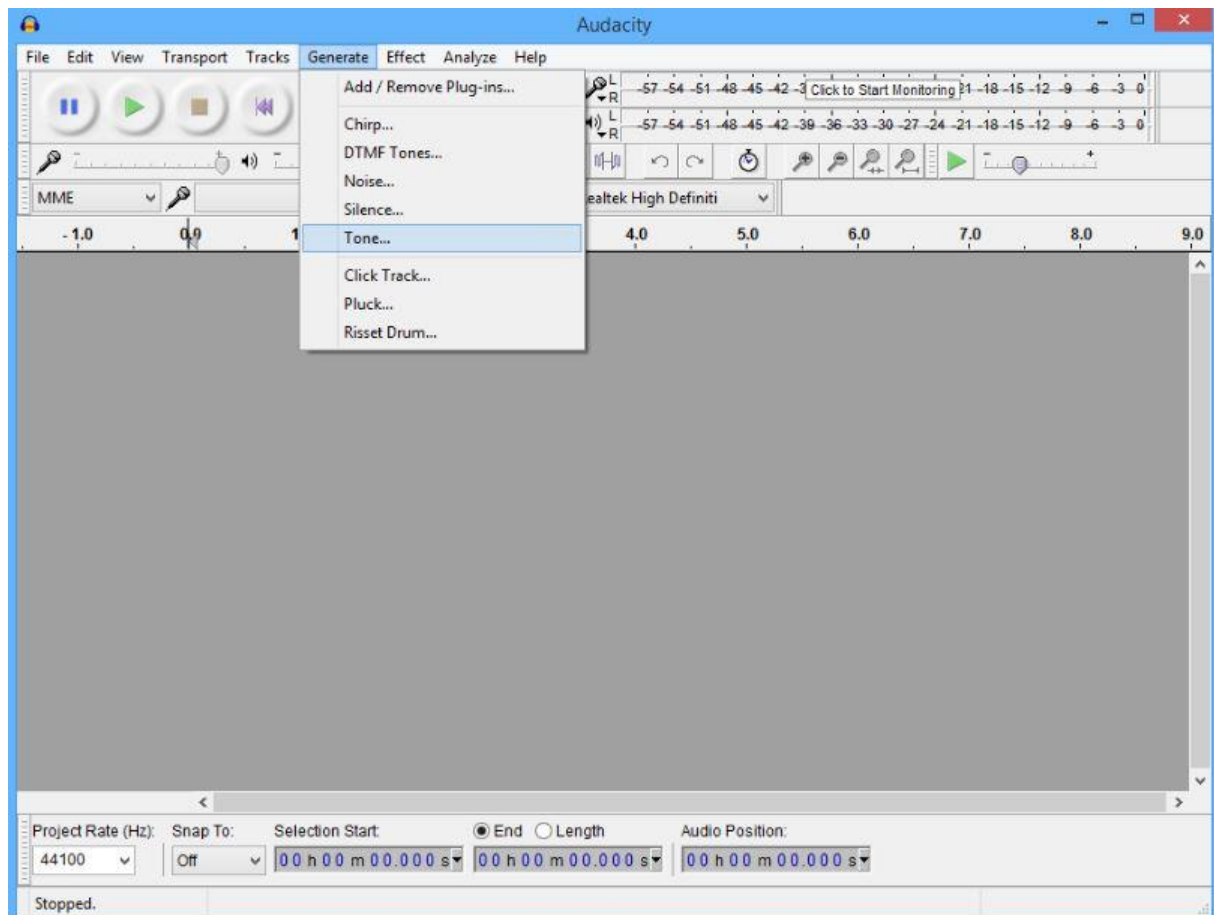 Audacity
File Edit View Transport Tracks Generate Effect Analyze Help
Add / Remove Plug-ins...
Chirp...
DTMF Tones...
Noise...
Silence...
Tone...
Click Track...
Pluck...
Risset Drum...
L
R
-57 -54 -51 -48 -45 -42 -3 Click to Start Monitoring 21 -18 -15 -12 -9 -6 -3 0
L
R
-57 -54 -51 -48 -45 -42 -39 -36 -33 -30 -27 -24 -21 -18 -15 -12 -9 -6 -3 0
MME
ealtek High Definiti
-1.0 0.0 1 4.0 5.0 6.0 7.0 8.0 9.0
Project Rate (Hz): Snap To: Selection Start: End Length Audio Position:
44100 Off 00 h 00 m 00.000 s 00 h 00 m 00.000 s 00 h 00 m 00.000 s
Stopped.